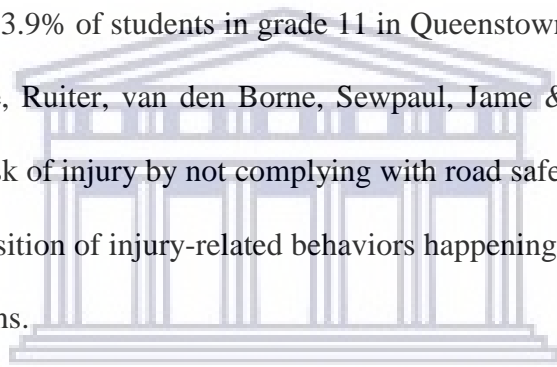 3.9% of students in grade 11 in Queenstown
, Ruiter, van den Borne, Sewpaul, Jame &
sk of injury by not complying with road safe
sition of injury-related behaviors happening
ns.